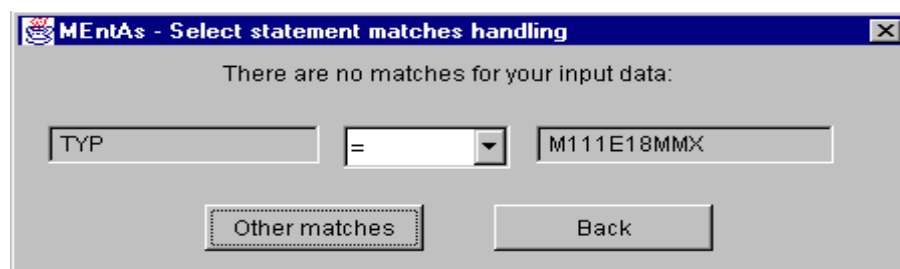 MEntAs - Select statement matches handling
There are no matches for your input data:
TYP = M111E18MMX
Other matches Back